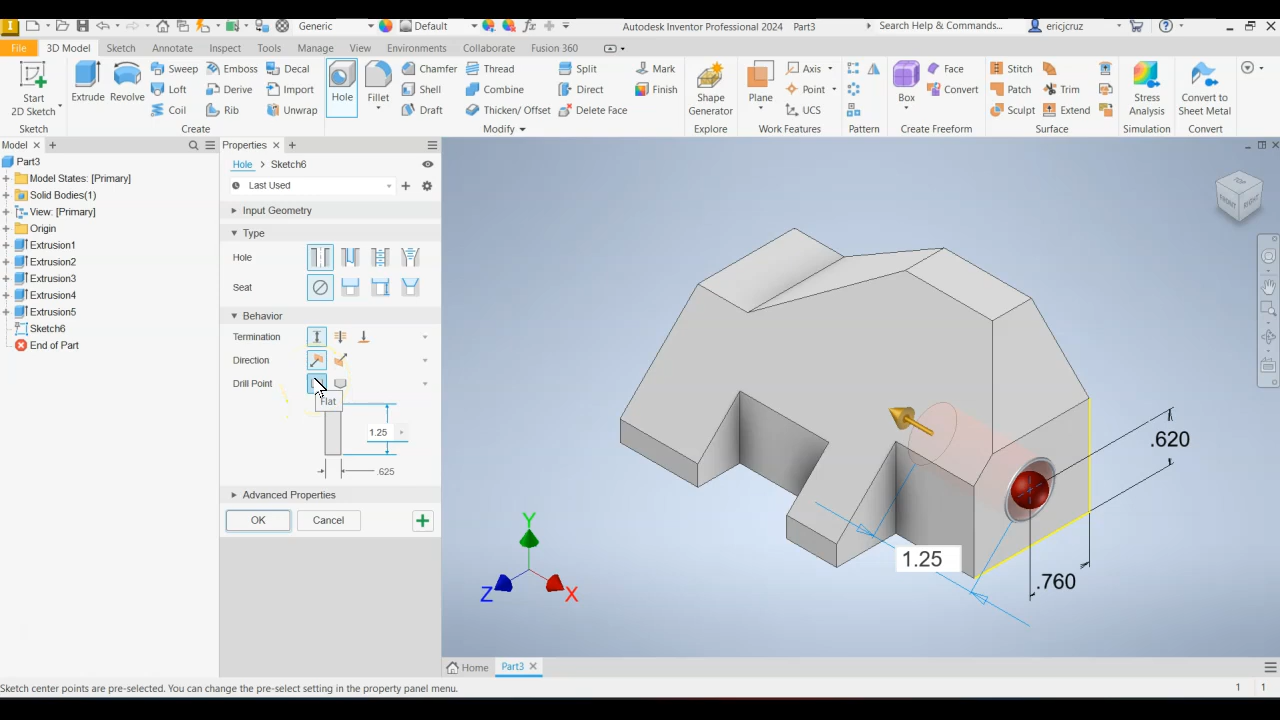 Generic Default fx Autodesk Inventor Professional 2024 Part3 Search Help & Commands... ericjcruz
File 3D Model Sketch Annotate Inspect Tools Manage View Environments Collaborate Fusion 360
Sweep Emboss Decal Chamfer Thread Split Mark Axis Face Stitch
Start 2D Sketch Extrude Revolve Loft Derive Import Hole Fillet Shell Combine Direct Finish Shape Generator Plane Point Box Convert Patch Trim Stress Analysis Convert to Sheet Metal
Coil Rib Unwrap Draft Thicken/ Offset Delete Face UCS Sculpt Extend
Sketch Create Modify Explore Work Features Pattern Create Freeform Surface Simulation Convert
Model Properties
Part3
Model States: [Primary]
Solid Bodies(1)
View: [Primary]
Origin
Extrusion1
Extrusion2
Extrusion3
Extrusion4
Extrusion5
Sketch6
End of Part
Hole > Sketch6
Last Used
Input Geometry
Type
Hole
Seat
Behavior
Termination
Direction
Drill Point
Flat
1.25
.625
Advanced Properties
OK Cancel
TOP
FRONT RIGHT
.620
1.25
.760
Y
Z X
Home Part3
Sketch center points are pre-selected. You can change the pre-select setting in the property panel menu. 1 1